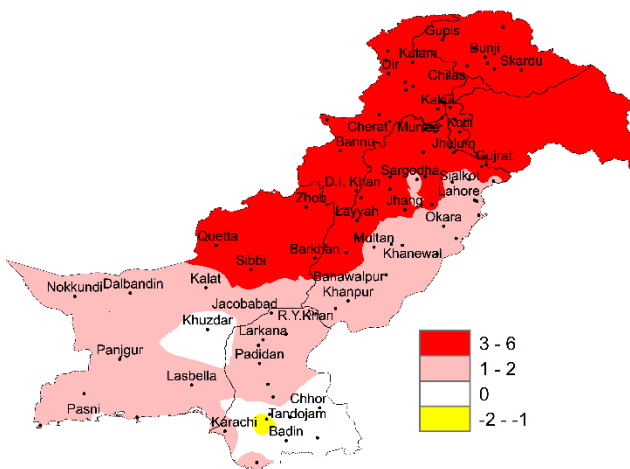 Gupis
Bunji
Kalam
Dir
Skardu
Chilas
Kakul
Cherat
Murree
Kotli
Bannu
Jhelum
Gujrat
Sargodha
Sialkot
D.I. Khan
Zhob
Lahore
Jhang
Layyah
Okara
Quetta
Multan
Barkhan
Khanewal
Sibbi
Kalat
Bahawalpur
Dalbandin
Nokkundi
Khanpur
Jacobabad
R.Y.Khan
Khuzdar
Larkana
Panjgur
Padidan
Lasbella
Chhor
Pasni
Tandojam
Karachi
Badin
3 - 6
1 - 2
0
-2 - -1